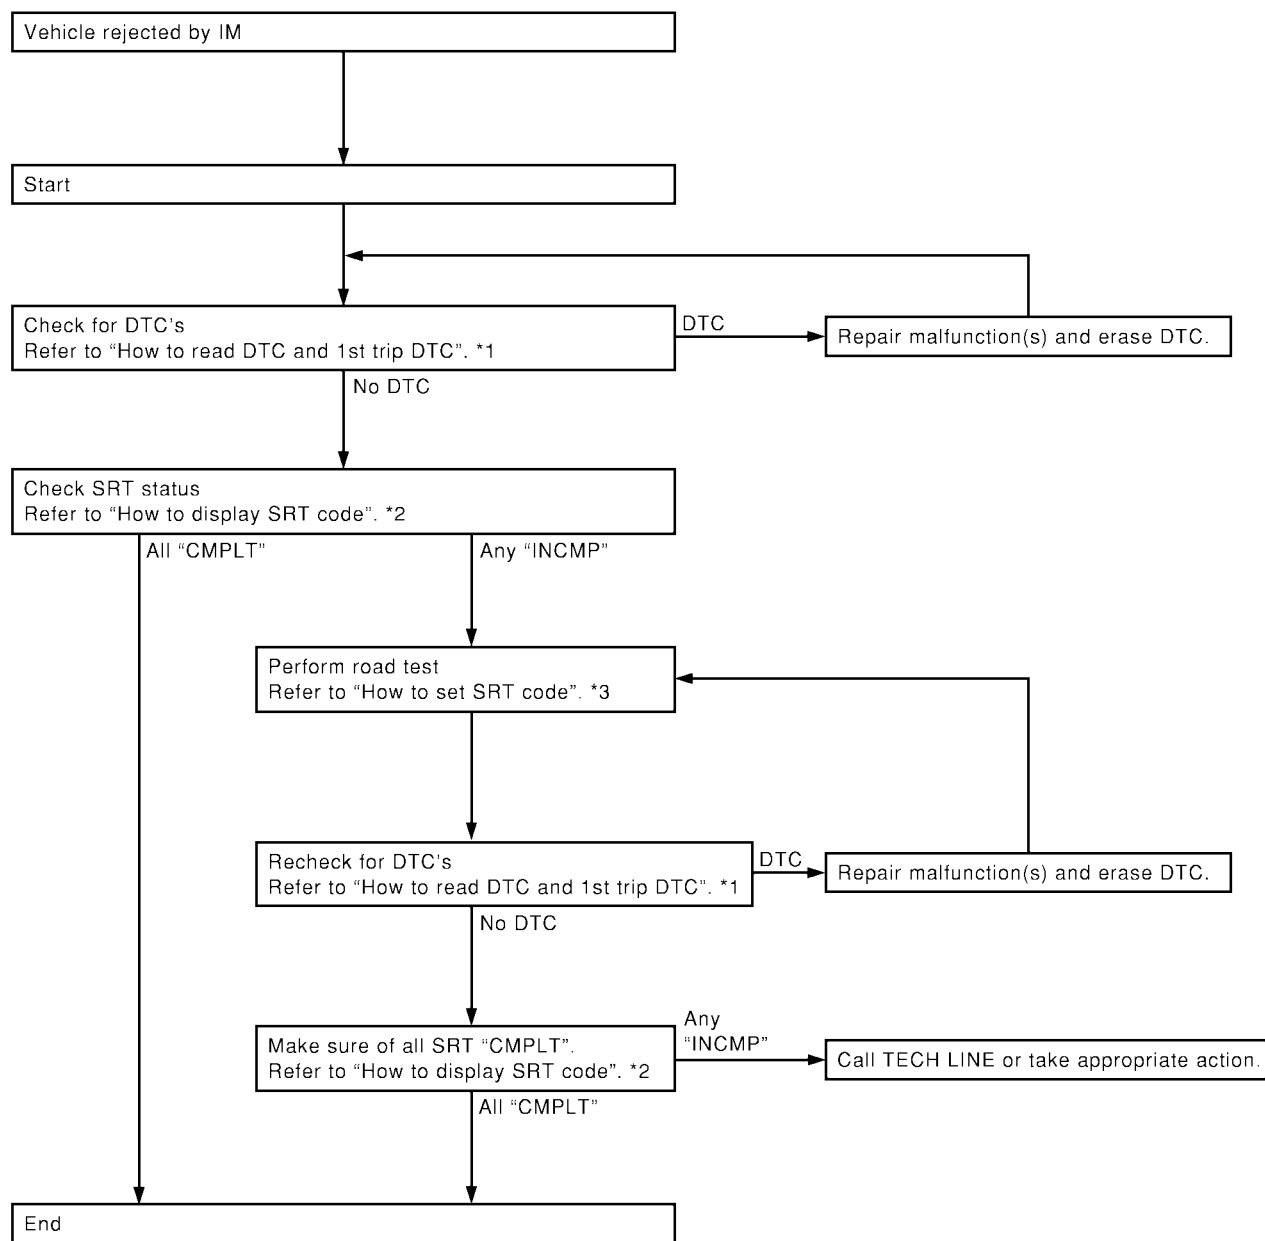 Vehicle rejected by IM
Start
Check for DTC's
Refer to “How to read DTC and 1st trip DTC”. *1
DTC
Repair malfunction(s) and erase DTC.
No DTC
Check SRT status
Refer to “How to display SRT code”. *2
All “CMPLT”
Any “INCMP”
Perform road test
Refer to “How to set SRT code”. *3
Recheck for DTC's
Refer to “How to read DTC and 1st trip DTC”. *1
DTC
Repair malfunction(s) and erase DTC.
No DTC
Make sure of all SRT “CMPLT”.
Refer to “How to display SRT code”. *2
Any
“INCMP”
Call TECH LINE or take appropriate action.
All “CMPLT”
End